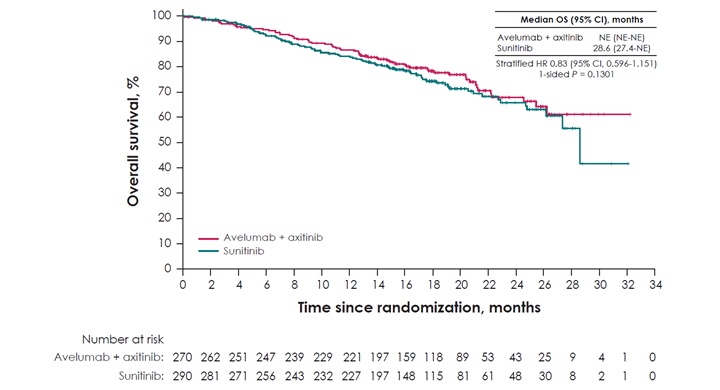 Median OS (95% CI), months
Avelumab + axitinib NE (NE-NE)
Sunitinib 28.6 (27.4-NE)
Stratified HR 0.83 (95% CI, 0.596-1.151)
1-sided P = 0.1301
Overall survival, %
100
90
80
70
60
50
40
30
20
10
0
Avelumab + axitinib
Sunitinib
0 2 4 6 8 10 12 14 16 18 20 22 24 26 28 30 32 34
Time since randomization, months
Number at risk
Avelumab + axitinib: 270 262 251 247 239 229 221 197 159 118 89 53 43 25 9 4 1 0
Sunitinib: 290 281 271 256 243 232 227 197 148 115 81 61 48 30 8 2 1 0